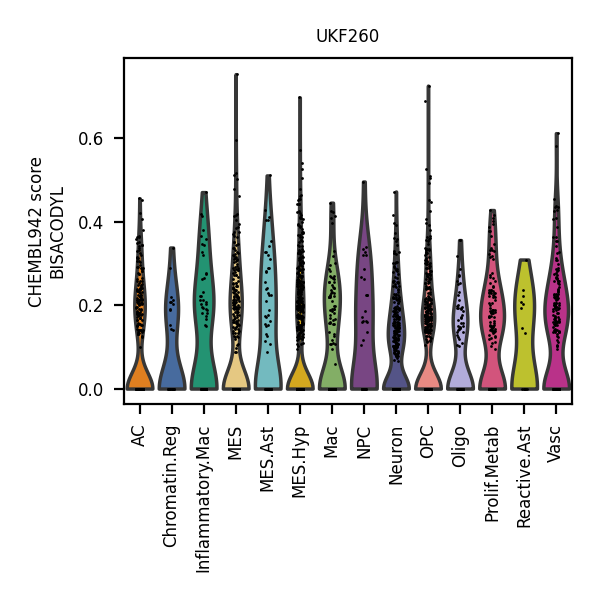 UKF260
CHEMBL942 score
BISACODYL
0.6
0.4
0.2
0.0
AC
Chromatin.Reg
Inflammatory.Mac
MES
MES.Ast
MES.Hyp
Mac
NPC
Neuron
OPC
Oligo
Prolif.Metab
Reactive.Ast
Vasc